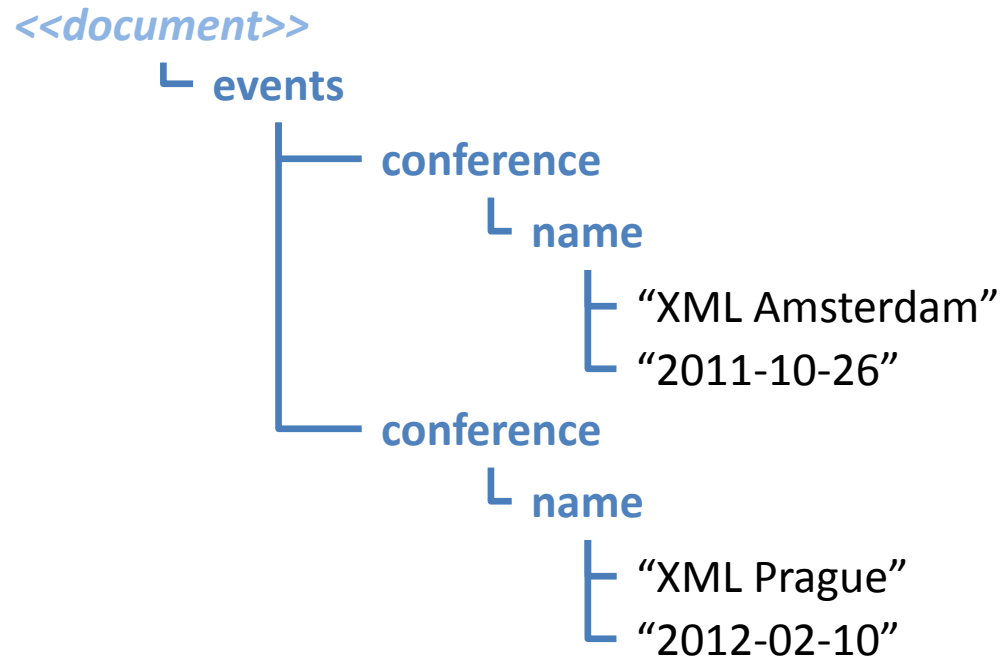 <<document>>
events
conference
name
“XML Amsterdam”
“2011-10-26”
conference
name
“XML Prague”
“2012-02-10”